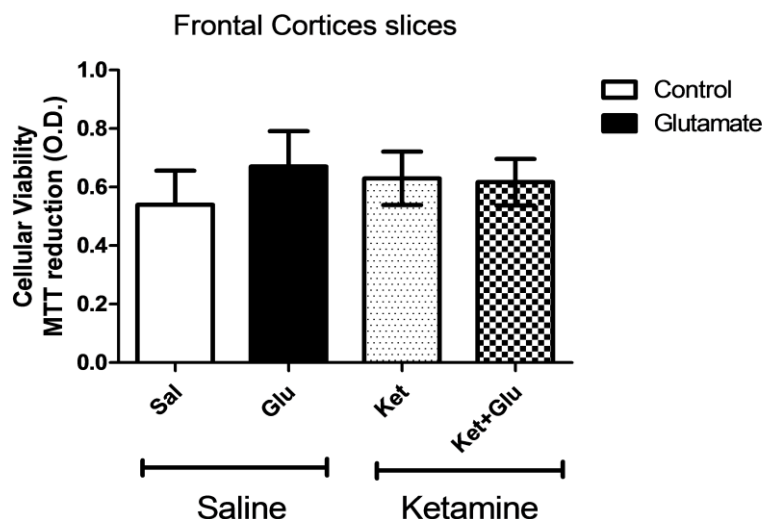 Frontal Cortices slices
Cellular Viability
MTT reduction (O.D.)
1.0
0.8
0.6
0.4
0.2
0.0
Control
Glutamate
Sal
Glu
Ket
Ket+Glu
Saline
Ketamine